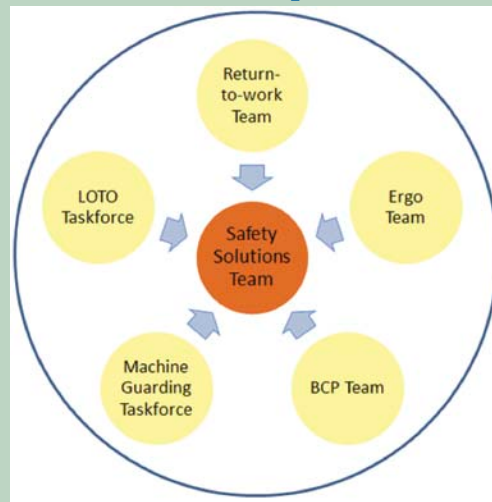 Return-
to-work
Team
LOTO
Taskforce
Ergo
Team
Safety
Solutions
Team
Machine
Guarding
Taskforce
BCP Team